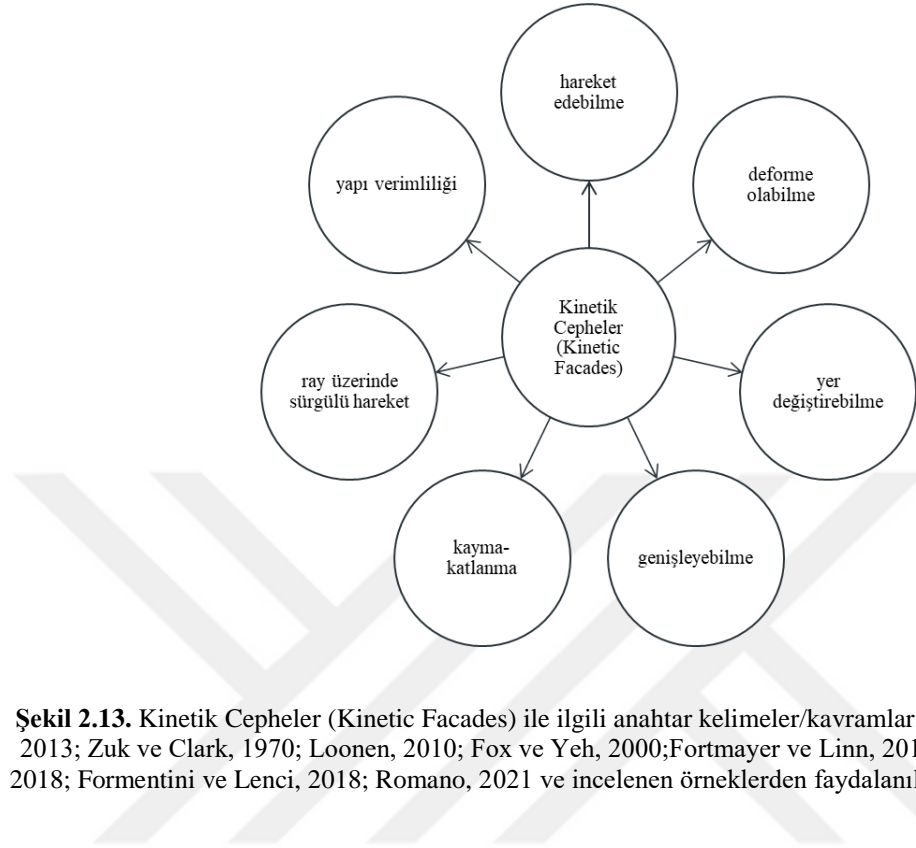 hareket
edebilme
yapı verimliliği
deforme
olabilme
Kinetik
Cepheler
(Kinetic
Facades)
ray üzerinde
sürgülü hareket
yer
değiştirebilme
kayma-
katlanma
genişleyebilme
Şekil 2.13. Kinetik Cepheler (Kinetic Facades) ile ilgili anahtar kelimeler/kavramlar
2013; Zuk ve Clark, 1970; Loonen, 2010; Fox ve Yeh, 2000;Fortmayer ve Linn, 201
2018; Formentini ve Lenci, 2018; Romano, 2021 ve incelenen örneklerden